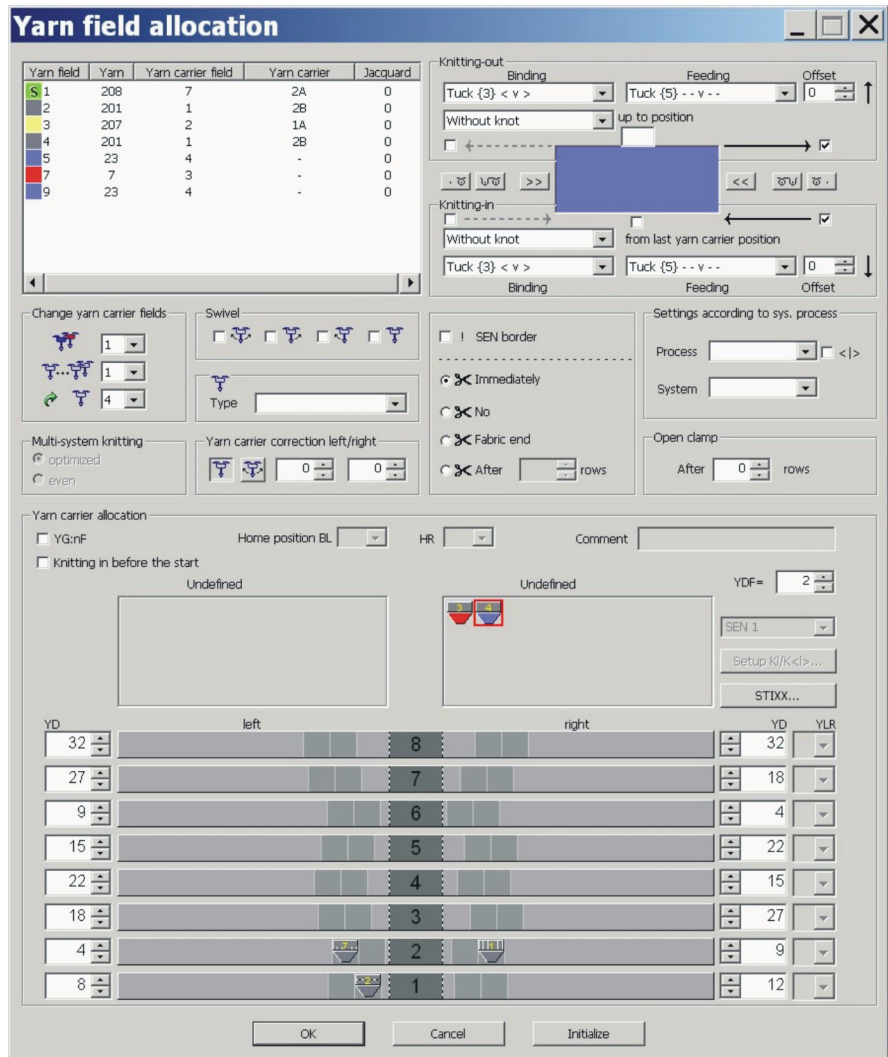 Yarn field allocation
Yarn field Yarn Yarn carrier field Yarn carrier Jacquard
S 1 208 7 2A 0
2 201 1 2B 0
3 207 2 1A 0
4 201 1 2B 0
5 23 4 - 0
7 7 3 - 0
9 23 4 - 0
Knitting-out
Binding Feeding Offset
Tuck {3} < v > Tuck {5} - - v - - 0
Without knot up to position
>> <<
Knitting-in
Without knot from last yarn carrier position
Tuck {3} < v > Tuck {5} - - v - - 0
Binding Feeding Offset
Change yarn carrier fields
1
1
4
Swivel
Type
! SEN border
Immediately
No
Fabric end
After rows
Settings according to sys. process
Process < | >
System
Multi-system knitting
optimized
even
Yarn carrier correction left/right
0 0
Open clamp
After 0 rows
Yarn carrier allocation
YG:nF Home position BL HR Comment
Knitting in before the start
Undefined Undefined YDF= 2
3 4
SEN 1
Setup Kl/K<l>...
STIXX...
YD left right YD YLR
32 8 32
27 7 18
9 6 4
15 5 22
22 4 15
18 3 27
4 7 2 1 9
8 2 1 12
OK Cancel Initialize